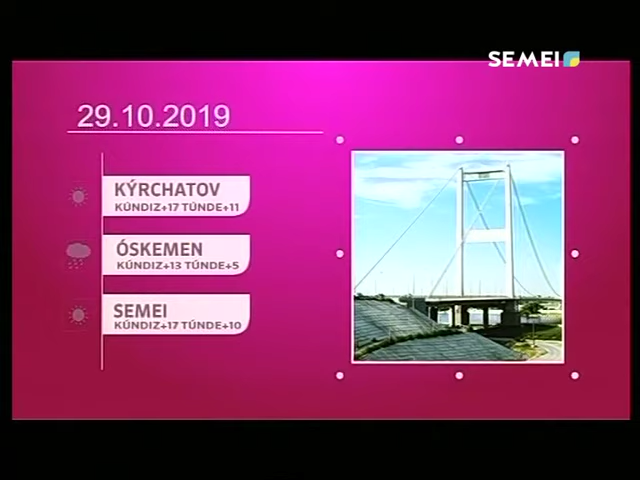 SEMEI
29.10.2019
KÝRCHATOV
KÚNDIZ+17 TÚNDE+11
ÓSKEMEN
KÚNDIZ+13 TÚNDE+5
SEMEI
KÚNDIZ+17 TÚNDE+10